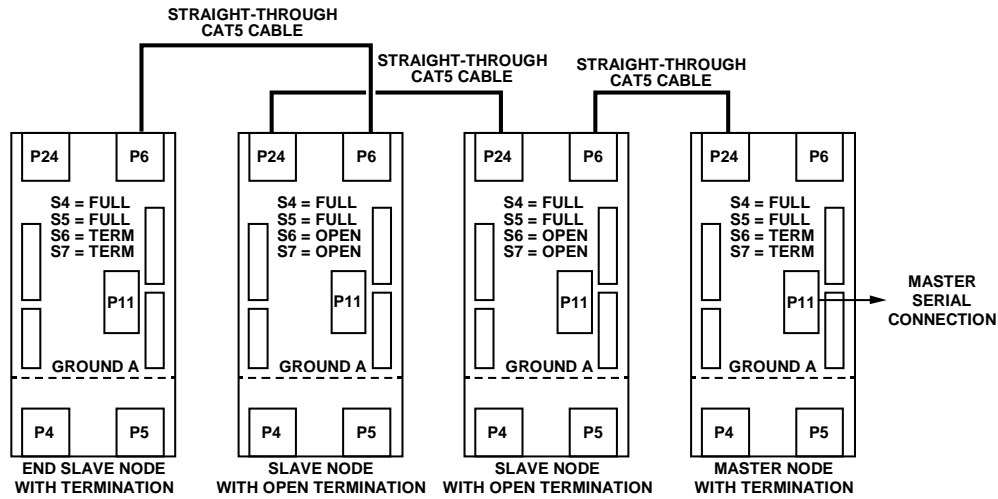 STRAIGHT-THROUGH
CAT5 CABLE
STRAIGHT-THROUGH
CAT5 CABLE
STRAIGHT-THROUGH
CAT5 CABLE
P24
P6
S4 = FULL
S5 = FULL
S6 = TERM
S7 = TERM
P11
GROUND A
P4
P5
END SLAVE NODE
WITH TERMINATION
P24
P6
S4 = FULL
S5 = FULL
S6 = OPEN
S7 = OPEN
P11
GROUND A
P4
P5
SLAVE NODE
WITH OPEN TERMINATION
P24
P6
S4 = FULL
S5 = FULL
S6 = OPEN
S7 = OPEN
P11
GROUND A
P4
P5
SLAVE NODE
WITH OPEN TERMINATION
P24
P6
S4 = FULL
S5 = FULL
S6 = TERM
S7 = TERM
P11
GROUND A
P4
P5
MASTER NODE
WITH TERMINATION
MASTER
SERIAL
CONNECTION